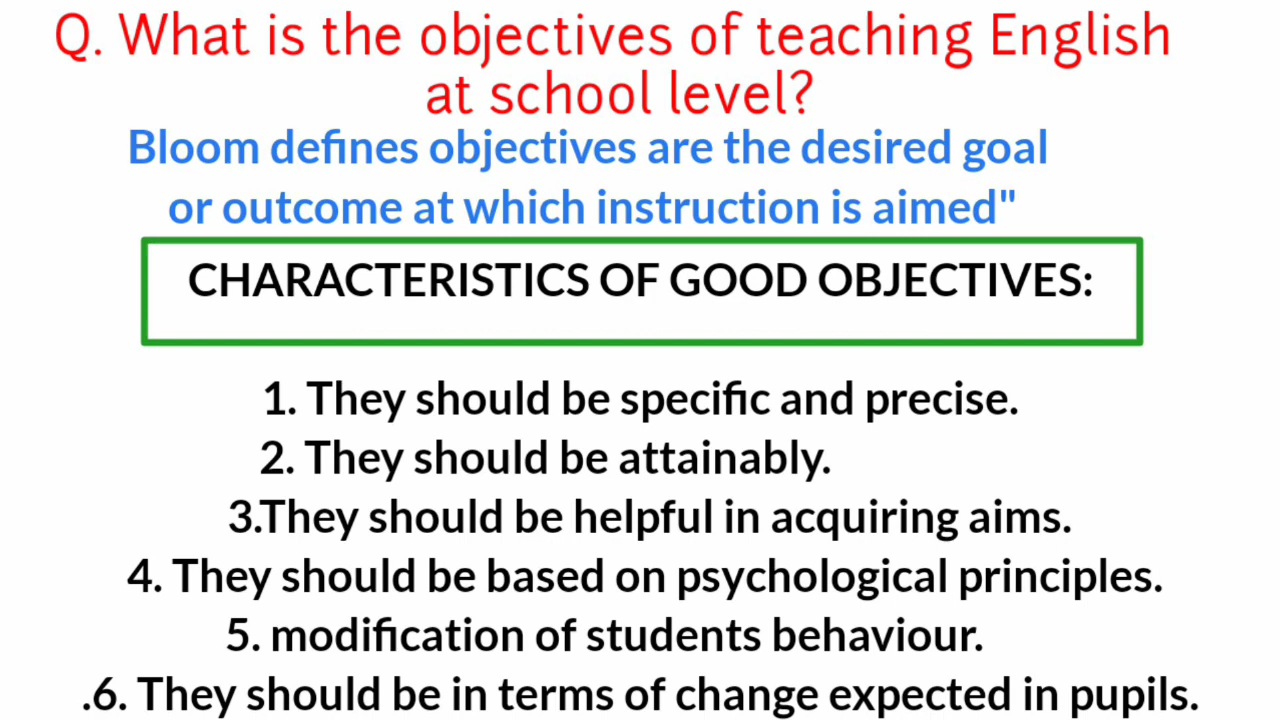 Q. What is the objectives of teaching English
at school level?
Bloom defines objectives are the desired goal
or outcome at which instruction is aimed"
CHARACTERISTICS OF GOOD OBJECTIVES:
1. They should be specific and precise.
2. They should be attainably.
3.They should be helpful in acquiring aims.
4. They should be based on psychological principles.
5. modification of students behaviour.
.6. They should be in terms of change expected in pupils.